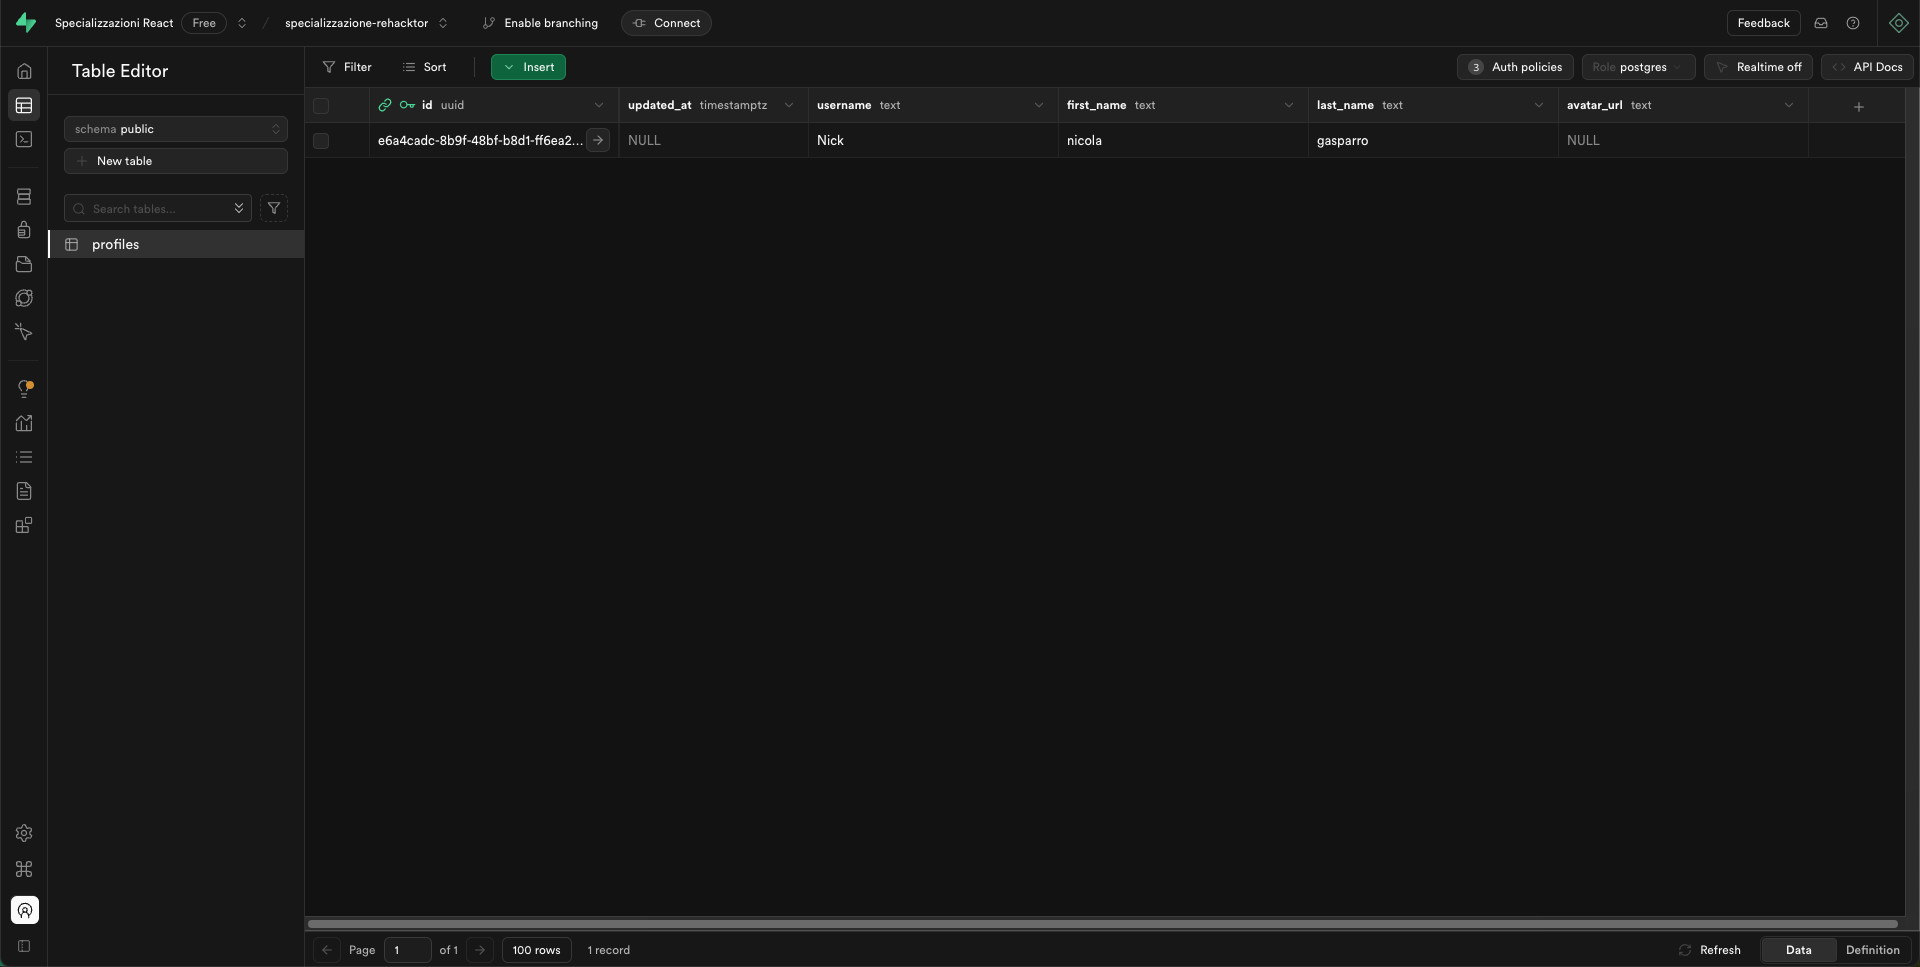 Specializzazioni React Free / specializzazione-rehacktor Enable branching Connect Feedback
Table Editor
Filter Sort Insert 3 Auth policies Role postgres Realtime off API Docs
id uuid updated_at timestamptz username text first_name text last_name text avatar_url text
schema public
e6a4cadc-8b9f-48bf-b8d1-ff6ea2... NULL Nick nicola gasparro NULL
New table
Search tables...
profiles
Page 1 of 1 100 rows 1 record Refresh Data Definition